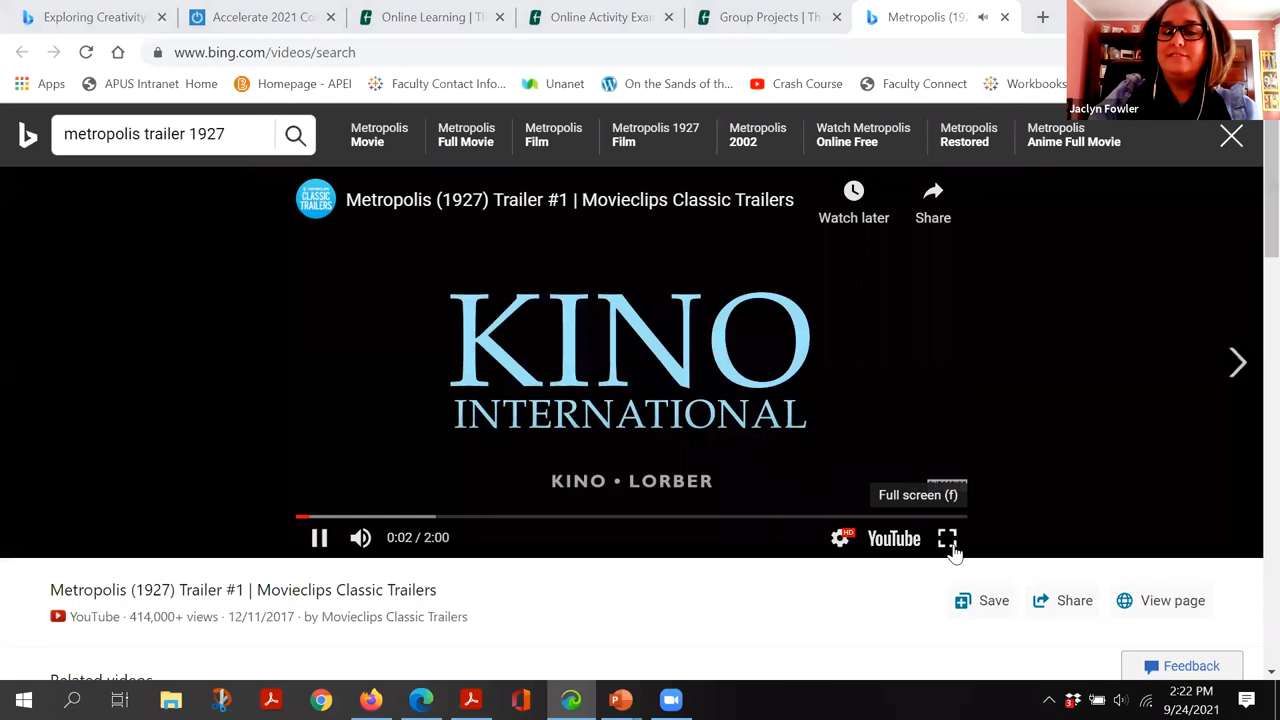 Exploring Creativity
Accelerate 2021 Co
Online Learning | Th
Online Activity Exa
Group Projects | Th
Metropolis (192
www.bing.com/videos/search
Apps
APUS Intranet Home
Homepage - APEI
Faculty Contact Info...
Unset
On the Sands of th...
Crash Course
Faculty Connect
Workbooks
Jaclyn Fowler
metropolis trailer 1927
Metropolis
Movie
Metropolis
Full Movie
Metropolis
Film
Metropolis 1927
Film
Metropolis
2002
Watch Metropolis
Online Free
Metropolis
Restored
Metropolis
Anime Full Movie
CLASSIC
TRAILERS
Metropolis (1927) Trailer #1 | Movieclips Classic Trailers
Watch later
Share
KINO
INTERNATIONAL
KINO • LORBER
Full screen (f)
0:02 / 2:00
HD
YouTube
Metropolis (1927) Trailer #1 | Movieclips Classic Trailers
YouTube · 414,000+ views · 12/11/2017 · by Movieclips Classic Trailers
Save
Share
View page
Related videos
Feedback
2:22 PM
9/24/2021